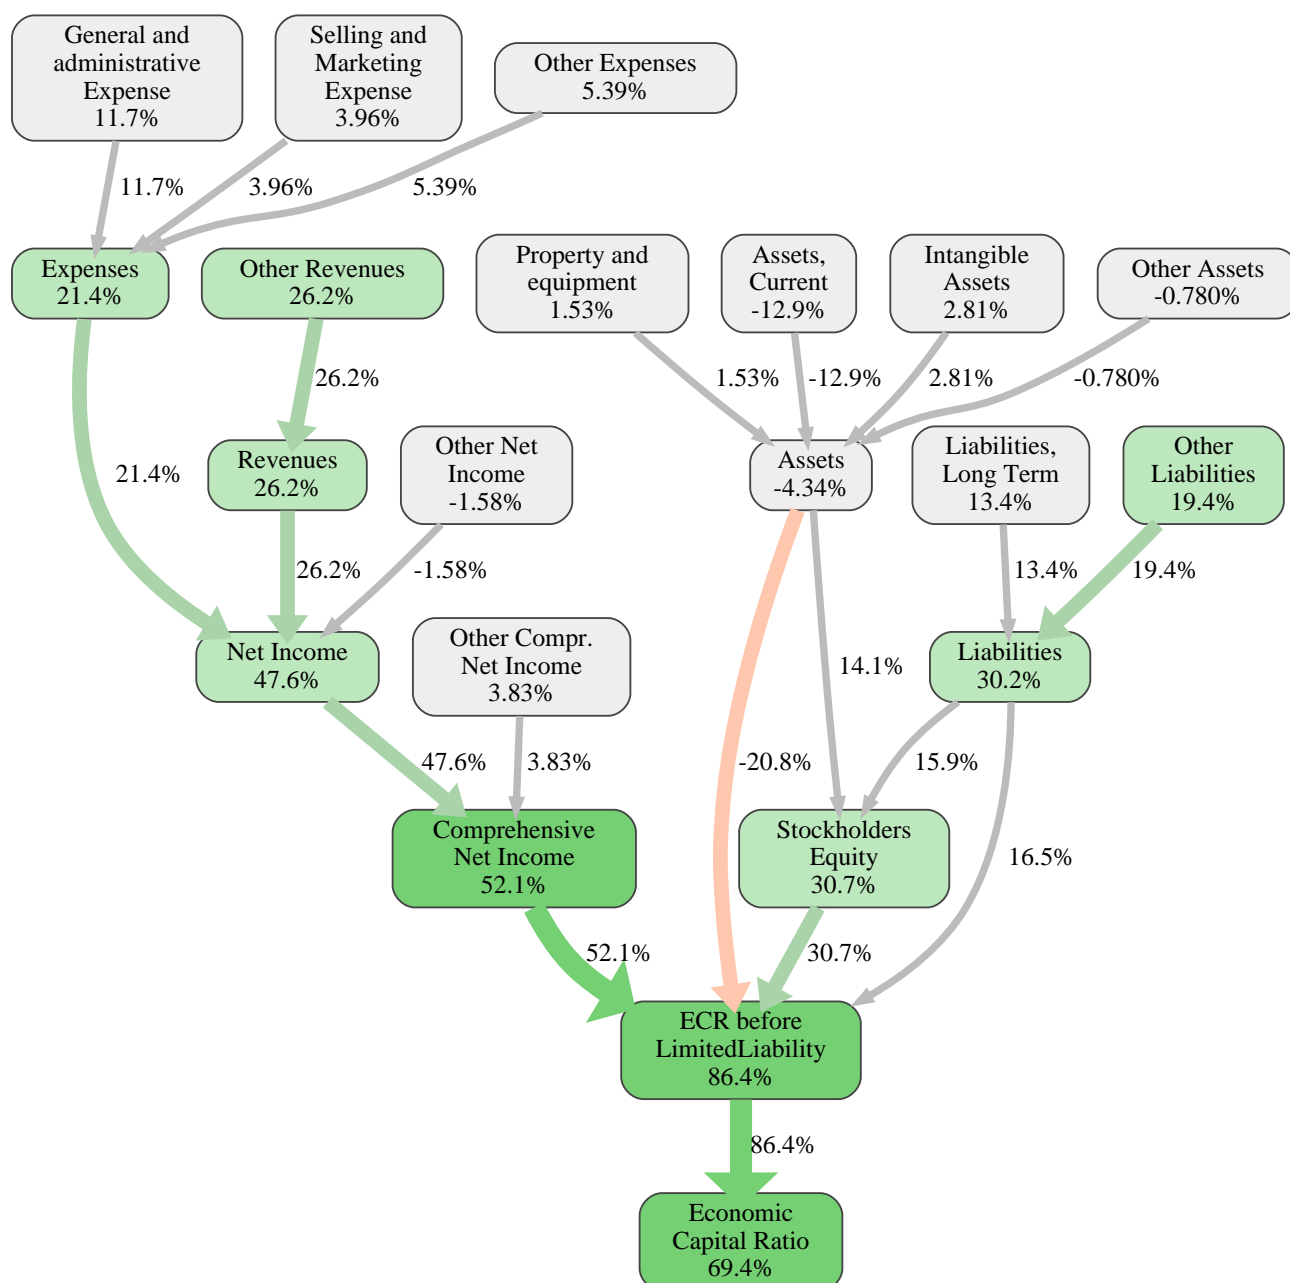 General and
administrative
Expense
11.7%
Selling and
Marketing
Expense
3.96%
Other Expenses
5.39%
11.7%
3.96%
5.39%
Expenses
21.4%
Other Revenues
26.2%
Property and
equipment
1.53%
Assets,
Current
-12.9%
Intangible
Assets
2.81%
Other Assets
-0.780%
26.2%
1.53%
-12.9%
2.81%
-0.780%
21.4%
Revenues
26.2%
Other Net
Income
-1.58%
Assets
-4.34%
Liabilities,
Long Term
13.4%
Other
Liabilities
19.4%
26.2%
-1.58%
13.4%
19.4%
Net Income
47.6%
Other Compr.
Net Income
3.83%
14.1%
Liabilities
30.2%
47.6%
3.83%
-20.8%
15.9%
Comprehensive
Net Income
52.1%
Stockholders
Equity
30.7%
16.5%
52.1%
30.7%
ECR before
LimitedLiability
86.4%
86.4%
Economic
Capital Ratio
69.4%